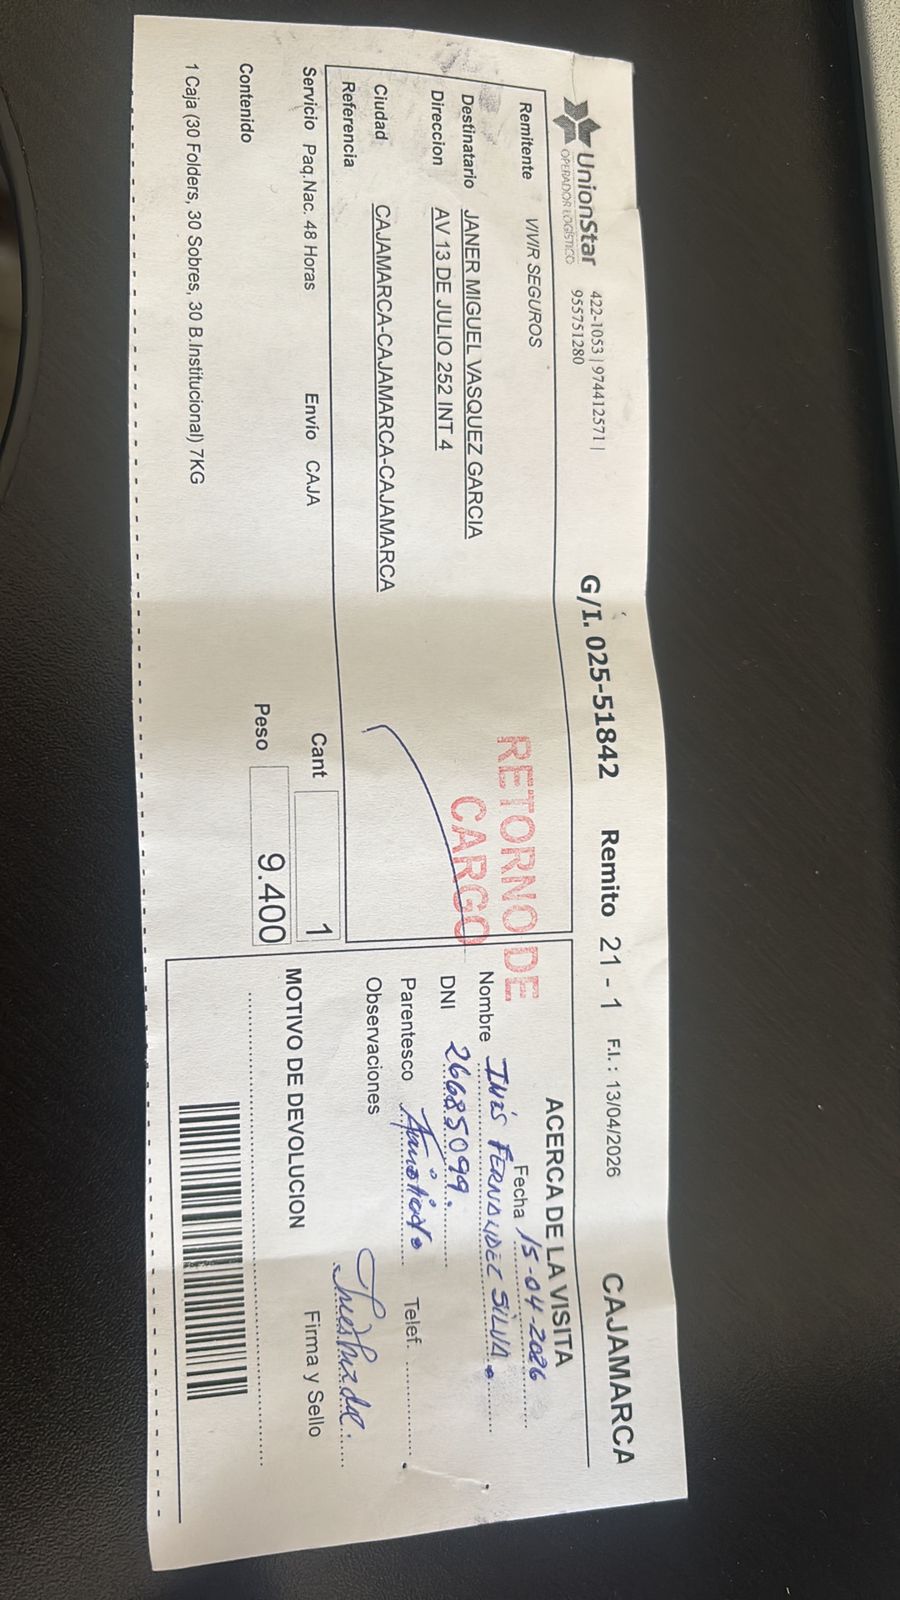 UnionStar
OPERADOR LOGÍSTICO
422-1053 | 974412571 |
955751280
G/I. 025-51842 Remito 21 - 1 F.I. : 13/04/2026 CAJAMARCA
Remitente VIVIR SEGUROS
Destinatario JANER MIGUEL VASQUEZ GARCIA
Direccion AV 13 DE JULIO 252 INT 4
Ciudad CAJAMARCA-CAJAMARCA-CAJAMARCA
Referencia
RETORNO DE
CARGO
Servicio Paq.Nac. 48 Horas Envio CAJA Cant 1
Contenido Peso 9.400
1 Caja (30 Folders, 30 Sobres, 30 B.Institucional) 7KG
ACERCA DE LA VISITA
Fecha 15-04-2026
Nombre INÉS FERNANDEZ SILVA.
DNI 26685099.
Parentesco Telef.
Observaciones
Firma y Sello
MOTIVO DE DEVOLUCION